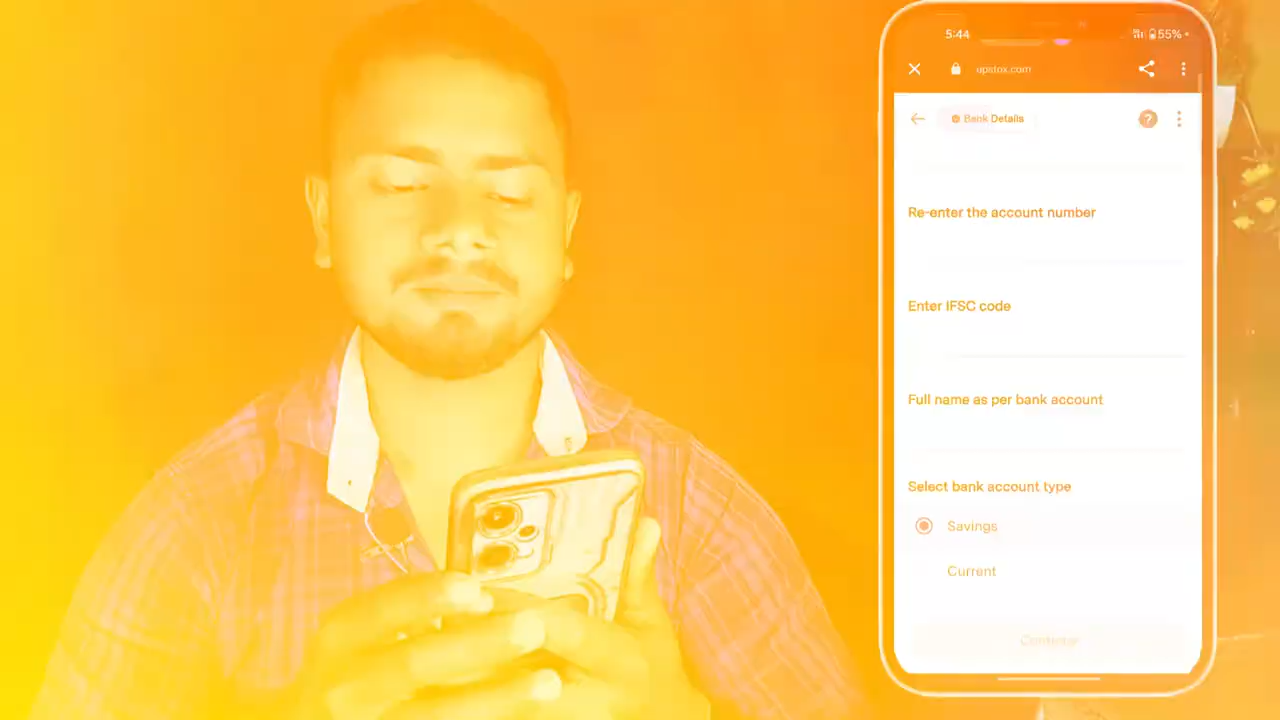 5:44
55%
upstox.com
Bank Details
?
Re-enter the account number
Enter IFSC code
Full name as per bank account
Select bank account type
Savings
Current
Continue